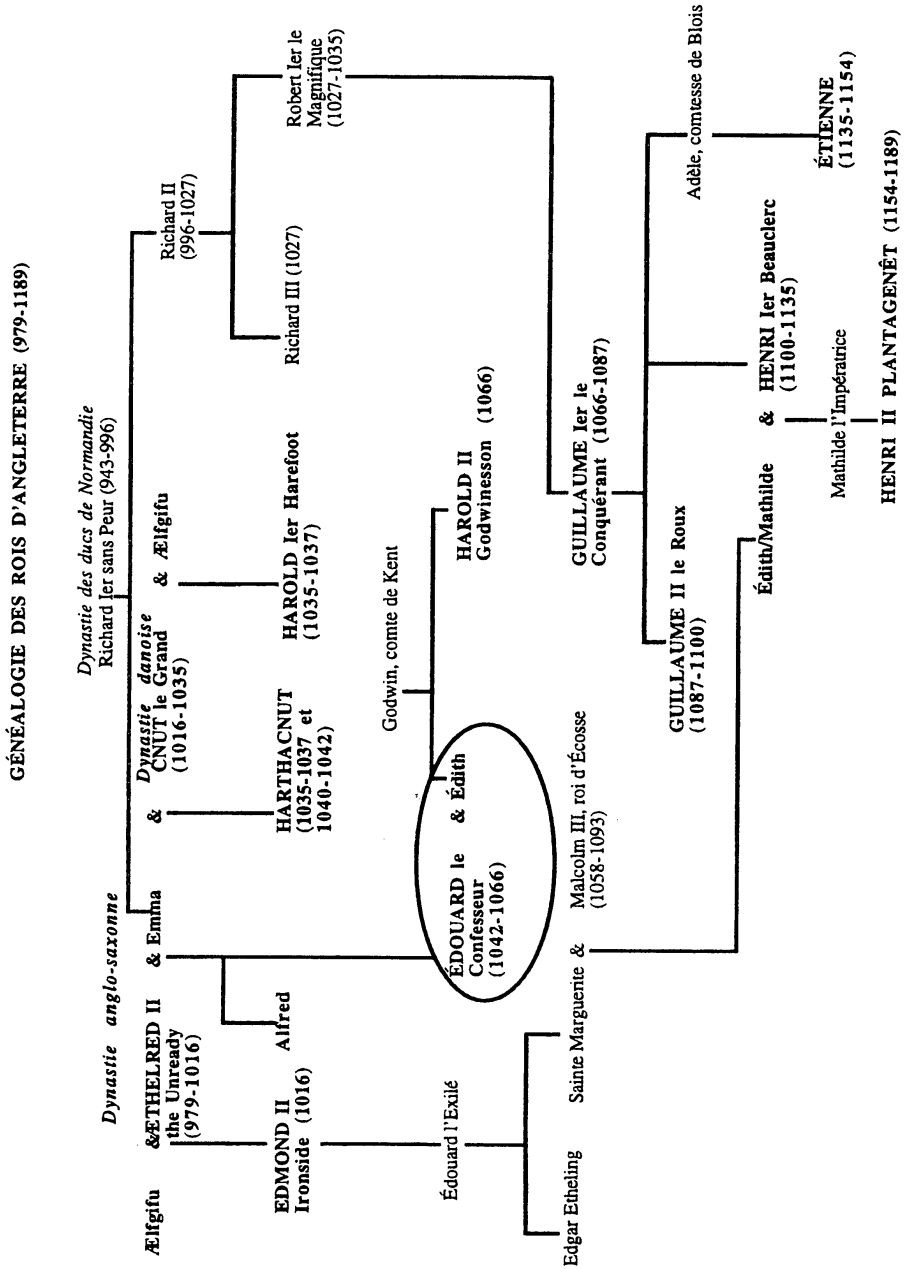 GÉNÉALOGIE DES ROIS D'ANGLETERRE (979-1189)
Dynastie des ducs de Normandie
Richard Ier sans Peur (943-996)
Dynastie anglo-saxonne
Dynastie danoise
Ælfgifu
&ÆTHELRED II
the Unready
(979-1016)
& Emma
&
CNUT le Grand
(1016-1035)
& Ælfgifu
Richard II
(996-1027)
EDMOND II
Ironside (1016)
Alfred
HARTHACNUT
(1035-1037 et
1040-1042)
HAROLD Ier Harefoot
(1035-1037)
Richard III (1027)
Robert Ier le
Magnifique
(1027-1035)
Godwin, comte de Kent
Édouard l'Exilé
ÉDOUARD le
Confesseur
(1042-1066)
& Édith
HAROLD II
Godwinesson (1066)
Edgar Etheling
Sainte Marguerite &
Malcolm III, roi d'Écosse
(1058-1093)
GUILLAUME Ier le
Conquérant (1066-1087)
GUILLAUME II le Roux
(1087-1100)
Adèle, comtesse de Blois
Édith/Mathilde
& HENRI Ier Beauclerc
(1100-1135)
ÉTIENNE
(1135-1154)
Mathilde l'Impératrice
HENRI II PLANTAGENÊT (1154-1189)